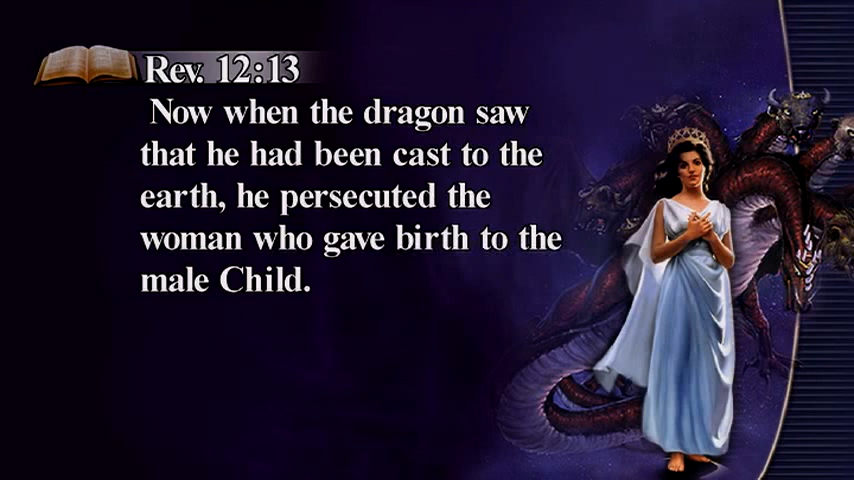 Rev. 12:13
Now when the dragon saw
that he had been cast to the
earth, he persecuted the
woman who gave birth to the
male Child.